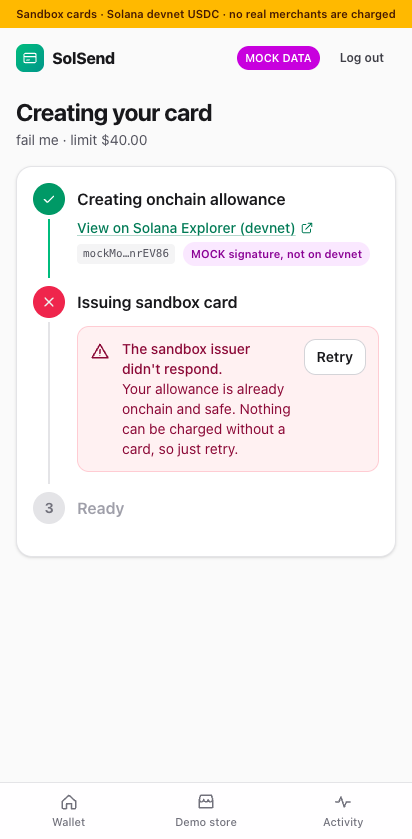 Sandbox cards · Solana devnet USDC · no real merchants are charged
SolSend
MOCK DATA
Log out
Creating your card
fail me · limit $40.00
Creating onchain allowance
View on Solana Explorer (devnet)
mockMo…nrEV86
MOCK signature, not on devnet
Issuing sandbox card
The sandbox issuer
didn't respond.
Your allowance is already
onchain and safe. Nothing
can be charged without a
card, so just retry.
Retry
3
Ready
Wallet
Demo store
Activity